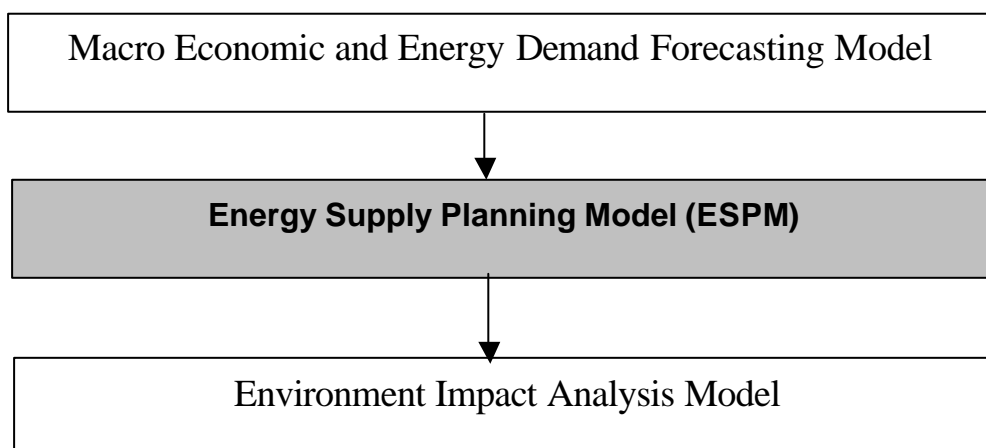 Macro Economic and Energy Demand Forecasting Model
Energy Supply Planning Model (ESPM)
Environment Impact Analysis Model